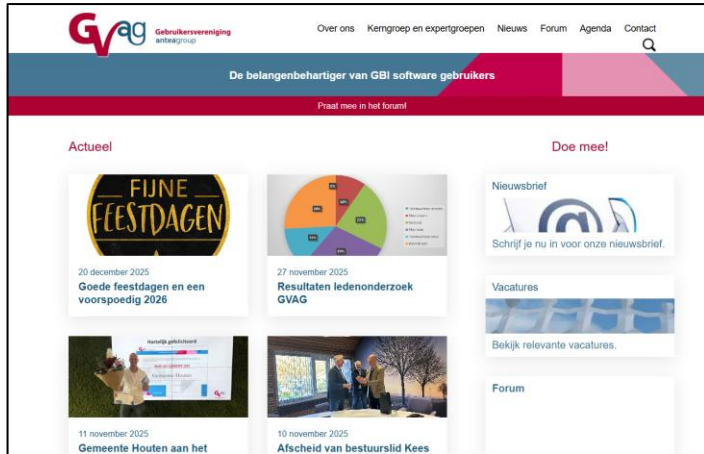 GVag
Gebruikersvereniging
anteagroup
Over ons Kerngroep en expertgroepen Nieuws Forum Agenda Contact
De belangenbehartiger van GBI software gebruikers
Praat mee in het forum!
Actueel
FIJNE
FEESTDAGEN
20 december 2025
Goede feestdagen en een
voorspoedig 2026
27 november 2025
Resultaten ledenonderzoek
GVAG
Hartelijk gefeliciteerd
11 november 2025
Gemeente Houten aan het
10 november 2025
Afscheid van bestuurslid Kees
Doe mee!
Nieuwsbrief
@
Schrijf je nu in voor onze nieuwsbrief.
Vacatures
Bekijk relevante vacatures.
Forum